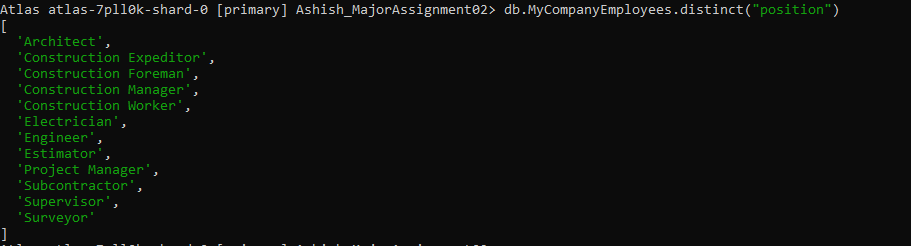 Atlas atlas-7pll0k-shard-0 [primary] Ashish_MajorAssignment02> db.MyCompanyEmployees.distinct("position")
[
  'Architect',
  'Construction Expeditor',
  'Construction Foreman',
  'Construction Manager',
  'Construction Worker',
  'Electrician',
  'Engineer',
  'Estimator',
  'Project Manager',
  'Subcontractor',
  'Supervisor',
  'Surveyor'
]